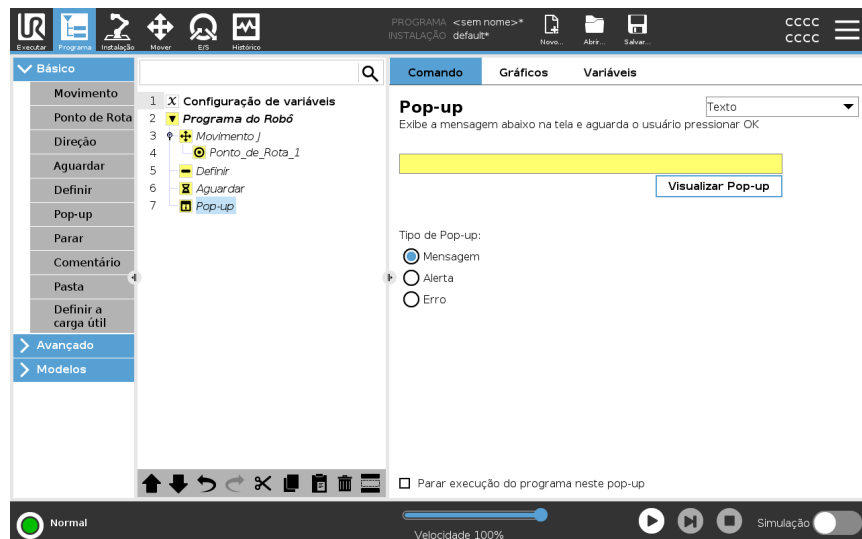 UR
PROGRAMA <sem nome>*
INSTALAÇÃO default*
CCCC
CCCC
Executar Programa Instalação Mover E/S Histórico Novo... Abrir... Salvar...
Básico
Movimento
Ponto de Rota
Direção
Aguardar
Definir
Pop-up
Parar
Comentário
Pasta
Definir a
carga útil
Avançado
Modelos
1 X Configuração de variáveis
2 Programa do Robô
3 Movimento J
4 Ponto_de_Rota_1
5 Definir
6 Aguardar
7 Pop-up
Comando Gráficos Variáveis
Pop-up
Texto
Exibe a mensagem abaixo na tela e aguarda o usuário pressionar OK
Visualizar Pop-up
Tipo de Pop-up:
Mensagem
Alerta
Erro
Parar execução do programa neste pop-up
Normal
Velocidade 100%
Simulação